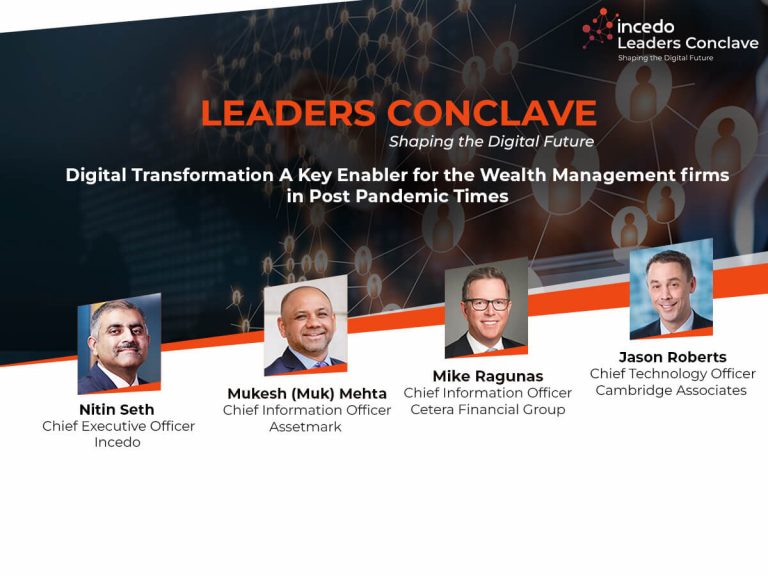 incedo
Leaders Conclave
Shaping the Digital Future
LEADERS CONCLAVE
Shaping the Digital Future
Digital Transformation A Key Enabler for the Wealth Management firms
in Post Pandemic Times
Nitin Seth
Chief Executive Officer
Incedo
Mukesh (Muk) Mehta
Chief Information Officer
Assetmark
Mike Ragunas
Chief Information Officer
Cetera Financial Group
Jason Roberts
Chief Technology Officer
Cambridge Associates